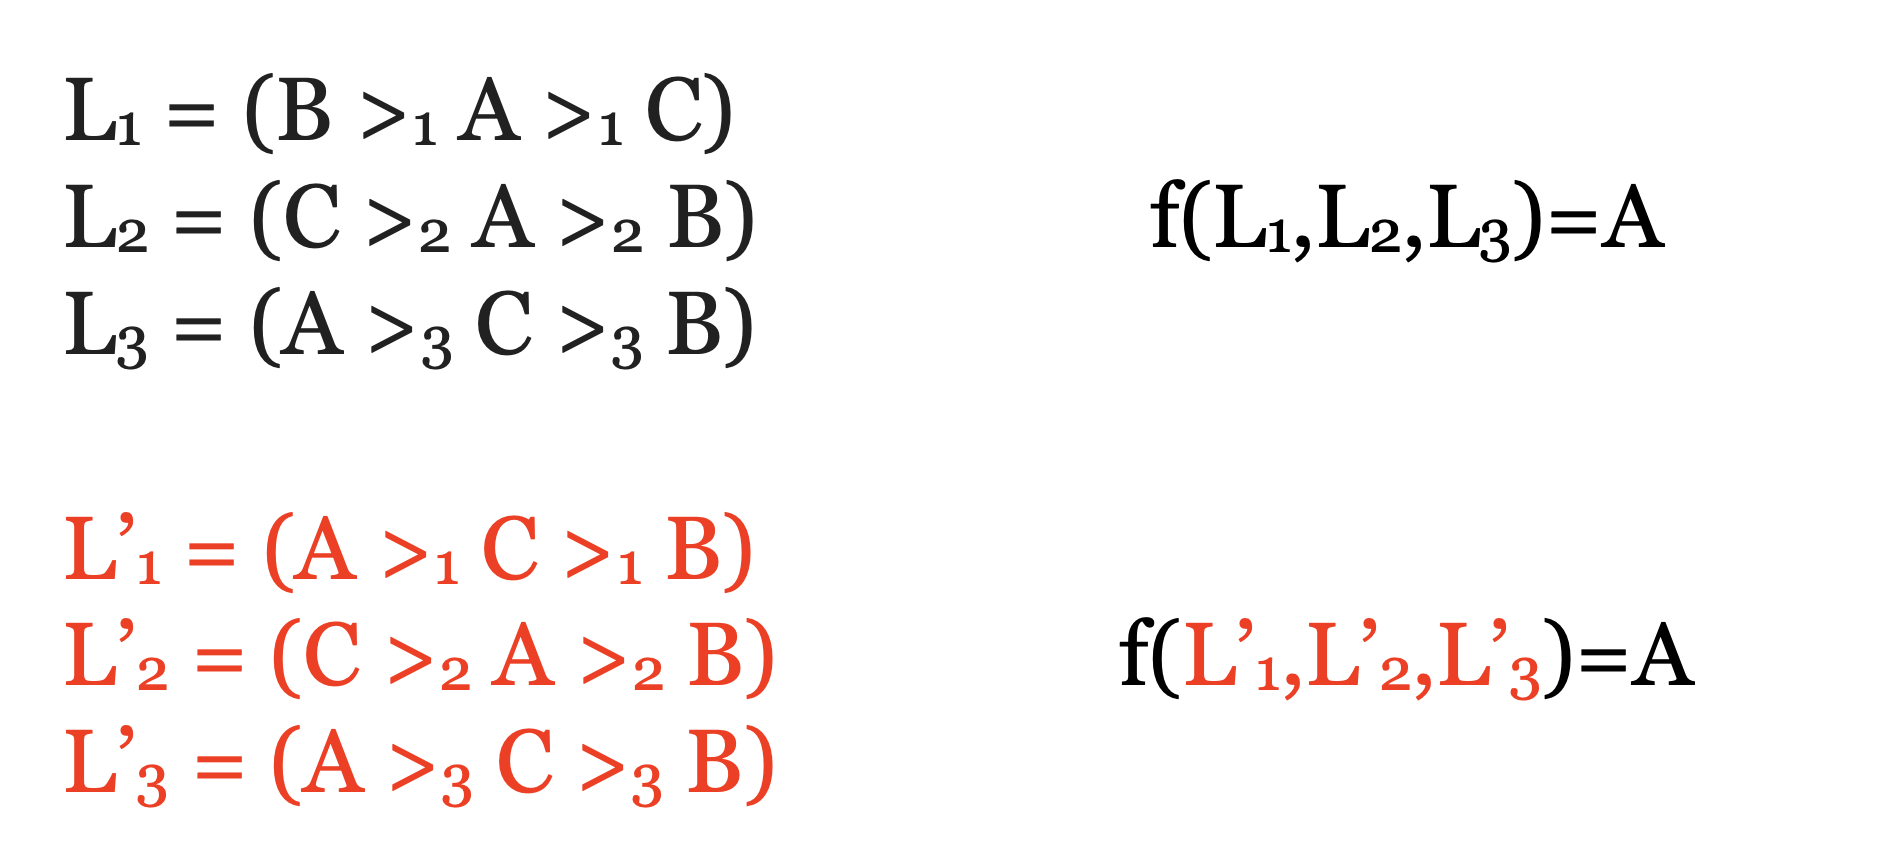 L₁ = (B >₁ A >₁ C)
L₂ = (C >₂ A >₂ B)
f(L₁,L₂,L₃)=A
L₃ = (A >₃ C >₃ B)
L’₁ = (A >₁ C >₁ B)
L’₂ = (C >₂ A >₂ B)
f(L’₁,L’₂,L’₃)=A
L’₃ = (A >₃ C >₃ B)